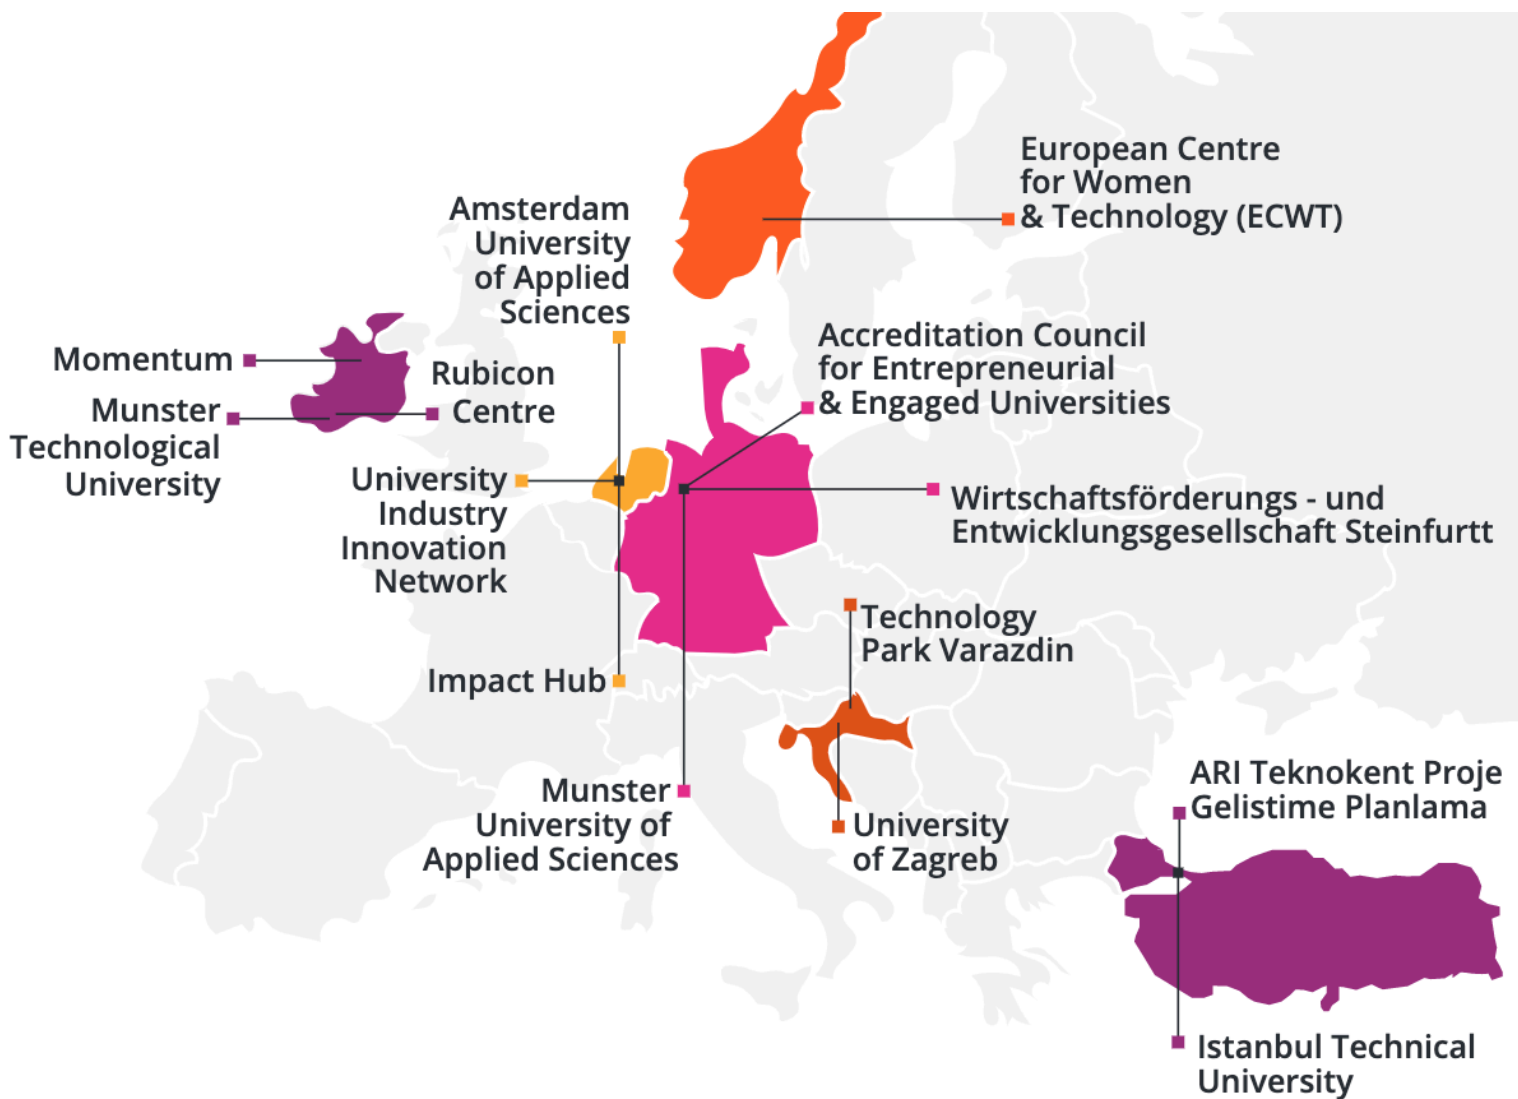 European Centre
for Women
& Technology (ECWT)
Amsterdam
University
of Applied
Sciences
Momentum
Rubicon
Centre
Munster
Technological
University
Accreditation Council
for Entrepreneurial
& Engaged Universities
University
Industry
Innovation
Network
Wirtschaftsförderungs - und
Entwicklungsgesellschaft Steinfurtt
Technology
Park Varazdin
Impact Hub
Munster
University of
Applied Sciences
University
of Zagreb
ARI Teknokent Proje
Gelistime Planlama
Istanbul Technical
University